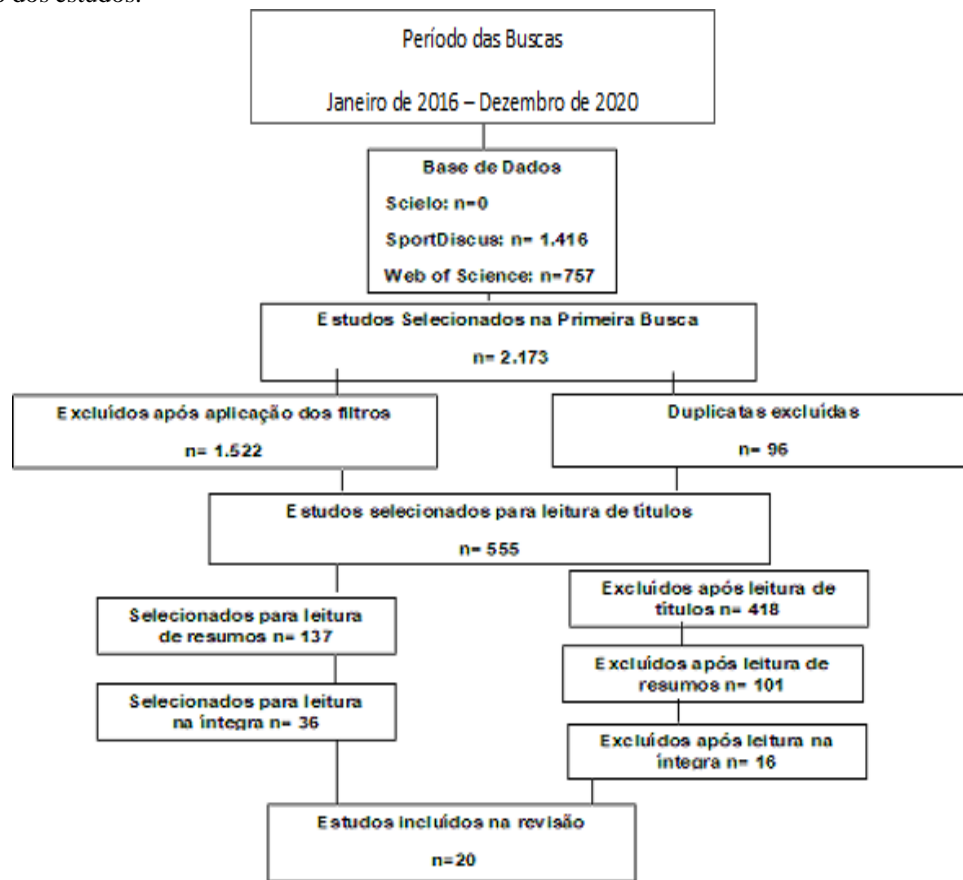 dos estudos.
Período das Buscas
Janeiro de 2016 – Dezembro de 2020
Base de Dados
Scielo: n=0
SportDiscus: n= 1.416
Web of Science: n=757
Estudos Selecionados na Primeira Busca
n= 2.173
Excluídos após aplicação dos filtros
n= 1.522
Duplicatas excluídas
n= 96
Estudos selecionados para leitura de títulos
n= 555
Selecionados para leitura
de resumos n= 137
Selecionados para leitura
na íntegra n= 36
Excluídos após leitura de
títulos n= 418
Excluídos após leitura de
resumos n= 101
Excluídos após leitura na
íntegra n= 16
Estudos incluídos na revisão
n=20